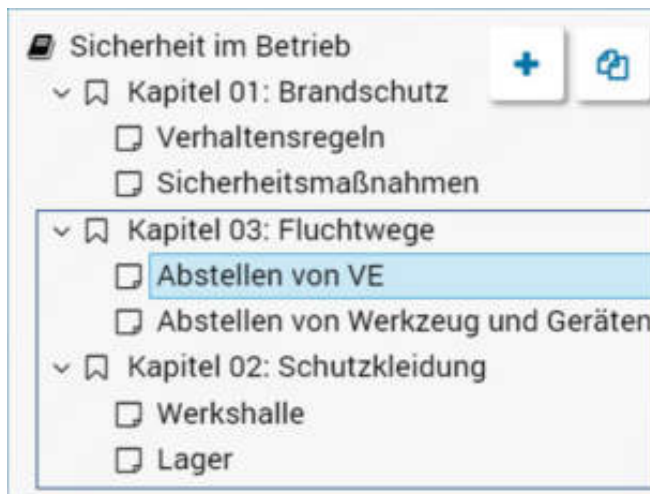 Sicherheit im Betrieb
Kapitel 01: Brandschutz
Verhaltensregeln
Sicherheitsmaßnahmen
Kapitel 03: Fluchtwege
Abstellen von VE
Abstellen von Werkzeug und Geräten
Kapitel 02: Schutzkleidung
Werkshalle
Lager